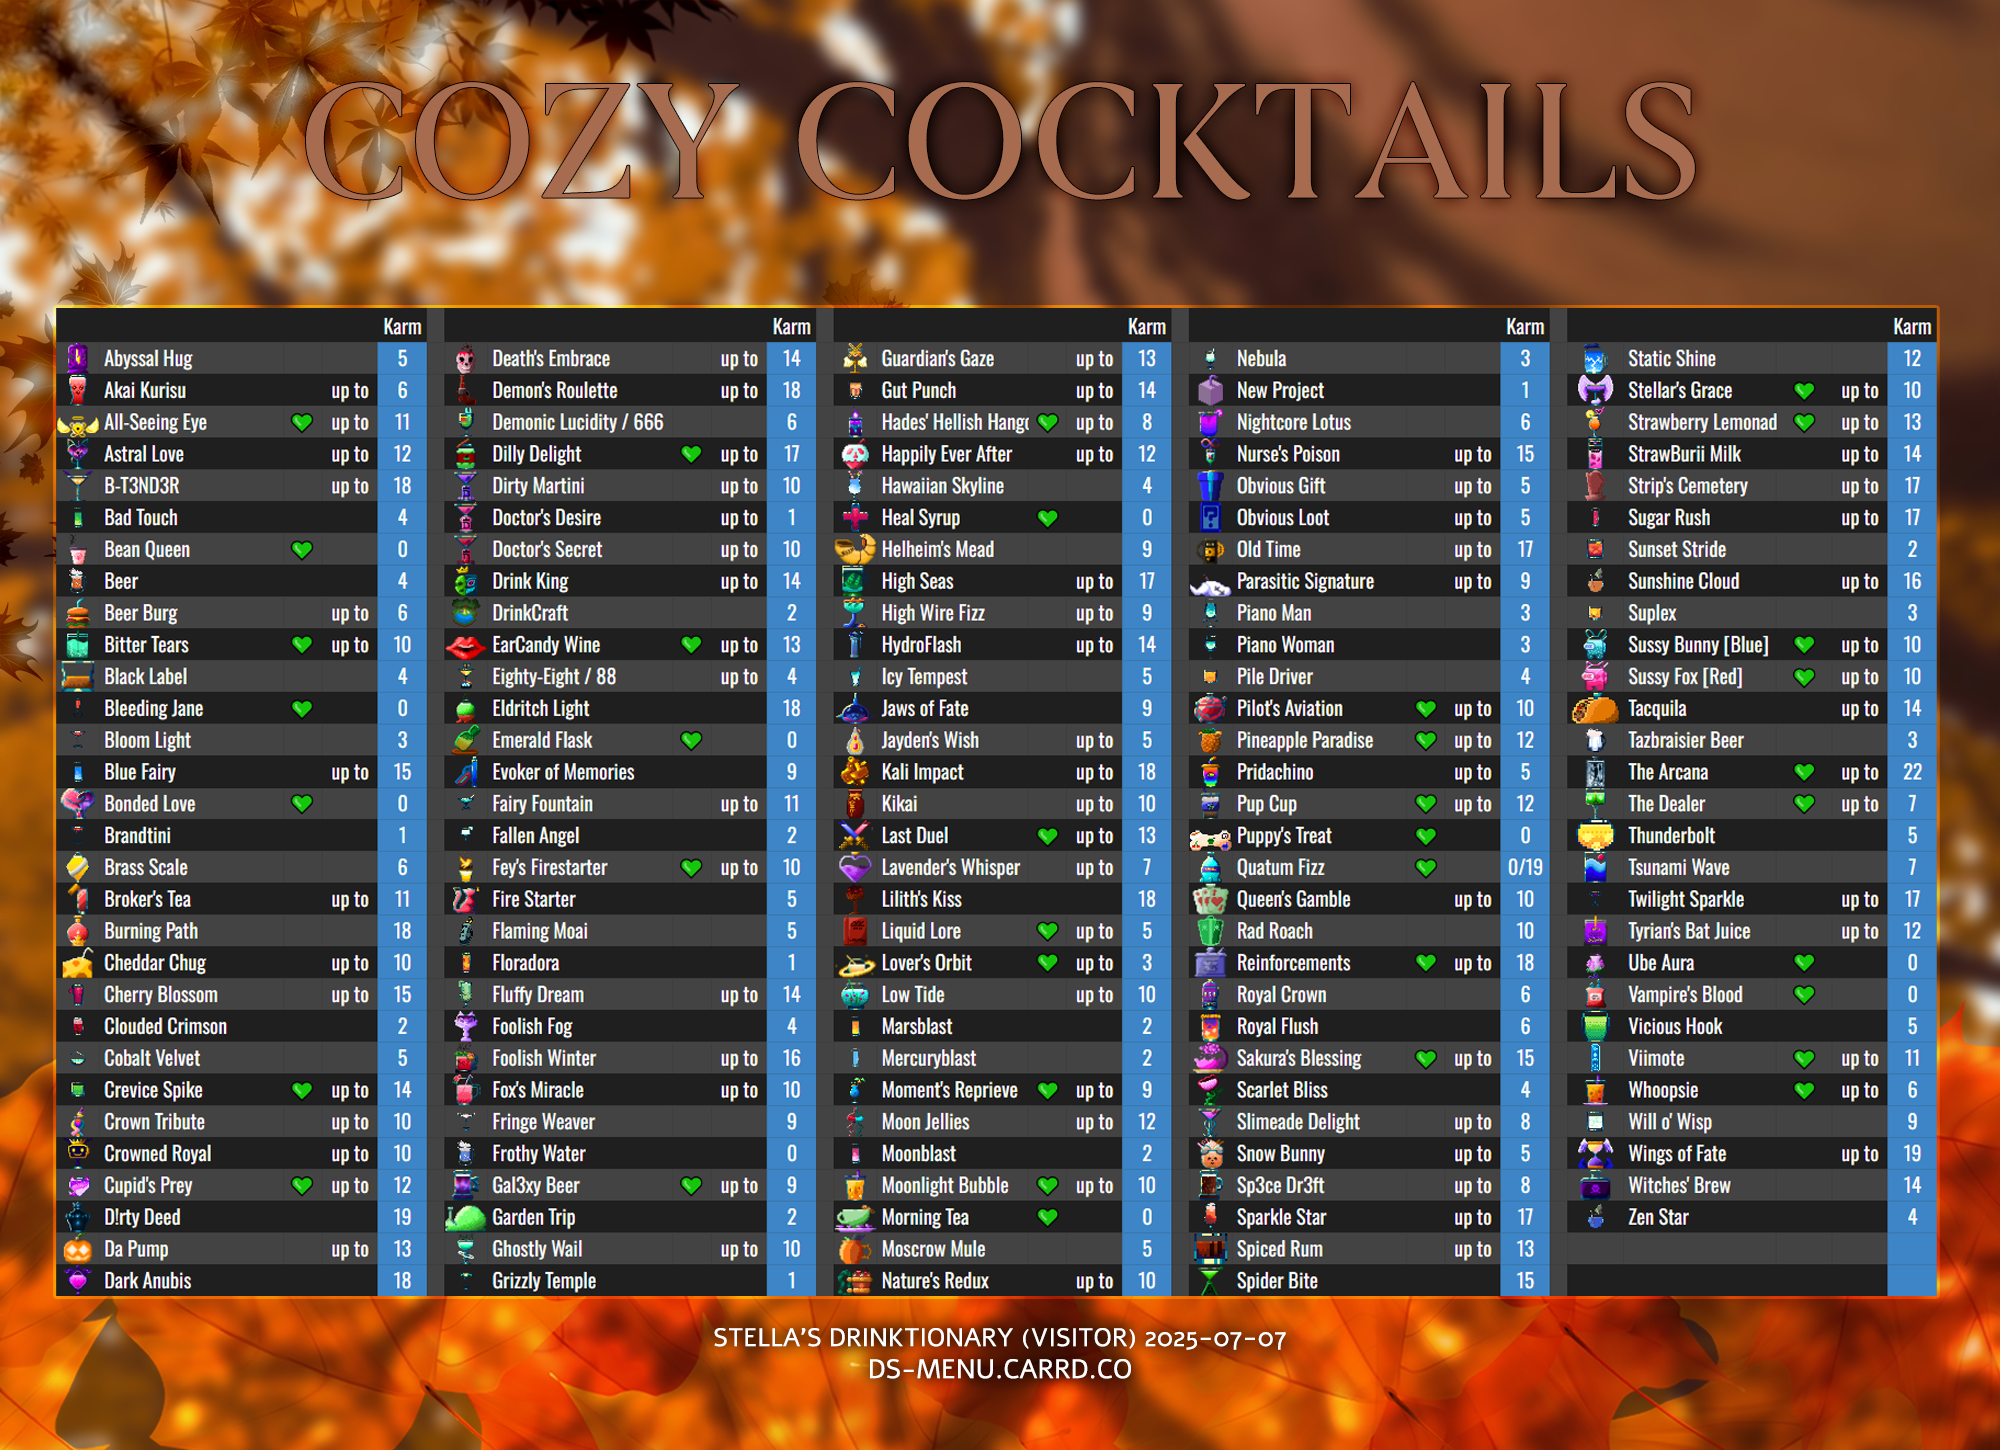 COZY COCKTAILS
Karm
Abyssal Hug 5
Akai Kurisu up to 6
All-Seeing Eye up to 11
Astral Love up to 12
B-T3ND3R up to 18
Bad Touch 4
Bean Queen 0
Beer 4
Beer Burg up to 6
Bitter Tears up to 10
Black Label 4
Bleeding Jane 0
Bloom Light 3
Blue Fairy up to 15
Bonded Love 0
Brandtini 1
Brass Scale 6
Broker's Tea up to 11
Burning Path 18
Cheddar Chug up to 10
Cherry Blossom up to 15
Clouded Crimson 2
Cobalt Velvet 5
Crevice Spike up to 14
Crown Tribute up to 10
Crowned Royal up to 10
Cupid's Prey up to 12
D!rty Deed 19
Da Pump up to 13
Dark Anubis 18
Karm
Death's Embrace up to 14
Demon's Roulette up to 18
Demonic Lucidity / 666 6
Dilly Delight up to 17
Dirty Martini up to 10
Doctor's Desire up to 1
Doctor's Secret up to 10
Drink King up to 14
DrinkCraft 2
EarCandy Wine up to 13
Eighty-Eight / 88 up to 4
Eldritch Light 18
Emerald Flask 0
Evoker of Memories 9
Fairy Fountain up to 11
Fallen Angel 2
Fey's Firestarter up to 10
Fire Starter 5
Flaming Moai 5
Floradora 1
Fluffy Dream up to 14
Foolish Fog 4
Foolish Winter up to 16
Fox's Miracle up to 10
Fringe Weaver 9
Frothy Water 0
Gal3xy Beer up to 9
Garden Trip 2
Ghostly Wail up to 10
Grizzly Temple 1
Karm
Guardian's Gaze up to 13
Gut Punch up to 14
Hades' Hellish Hang up to 8
Happily Ever After up to 12
Hawaiian Skyline 4
Heal Syrup 0
Helheim's Mead 9
High Seas up to 17
High Wire Fizz up to 9
HydroFlash up to 14
Icy Tempest 5
Jaws of Fate 9
Jayden's Wish up to 5
Kali Impact up to 18
Kikai up to 10
Last Duel up to 13
Lavender's Whisper up to 7
Lilith's Kiss 18
Liquid Lore up to 5
Lover's Orbit up to 3
Low Tide up to 10
Marsblast 2
Mercuryblast 2
Moment's Reprieve up to 9
Moon Jellies up to 12
Moonblast 2
Moonlight Bubble up to 10
Morning Tea 0
Moscrow Mule 5
Nature's Redux up to 10
Karm
Nebula 3
New Project 1
Nightcore Lotus 6
Nurse's Poison up to 15
Obvious Gift up to 5
Obvious Loot up to 5
Old Time up to 17
Parasitic Signature up to 9
Piano Man 3
Piano Woman 3
Pile Driver 4
Pilot's Aviation up to 10
Pineapple Paradise up to 12
Pridachino up to 5
Pup Cup up to 12
Puppy's Treat 0
Quatum Fizz 0/19
Queen's Gamble up to 10
Rad Roach 10
Reinforcements up to 18
Royal Crown 6
Royal Flush 6
Sakura's Blessing up to 15
Scarlet Bliss 4
Slimeade Delight up to 8
Snow Bunny up to 5
Sp3ce Dr3ft up to 8
Sparkle Star up to 17
Spiced Rum up to 13
Spider Bite 15
Karm
Static Shine 12
Stellar's Grace up to 10
Strawberry Lemonad up to 13
StrawBurii Milk up to 14
Strip's Cemetery up to 17
Sugar Rush up to 17
Sunset Stride 2
Sunshine Cloud up to 16
Suplex 3
Sussy Bunny [Blue] up to 10
Sussy Fox [Red] up to 10
Tacquila up to 14
Tazbraisier Beer 3
The Arcana up to 22
The Dealer up to 7
Thunderbolt 5
Tsunami Wave 7
Twilight Sparkle up to 17
Tyrian's Bat Juice up to 12
Ube Aura 0
Vampire's Blood 0
Vicious Hook 5
Viimote up to 11
Whoopsie up to 6
Will o' Wisp 9
Wings of Fate up to 19
Witches' Brew 14
Zen Star 4
STELLA'S DRINKTIONARY (VISITOR) 2025-07-07
DS-MENU.CARRD.CO